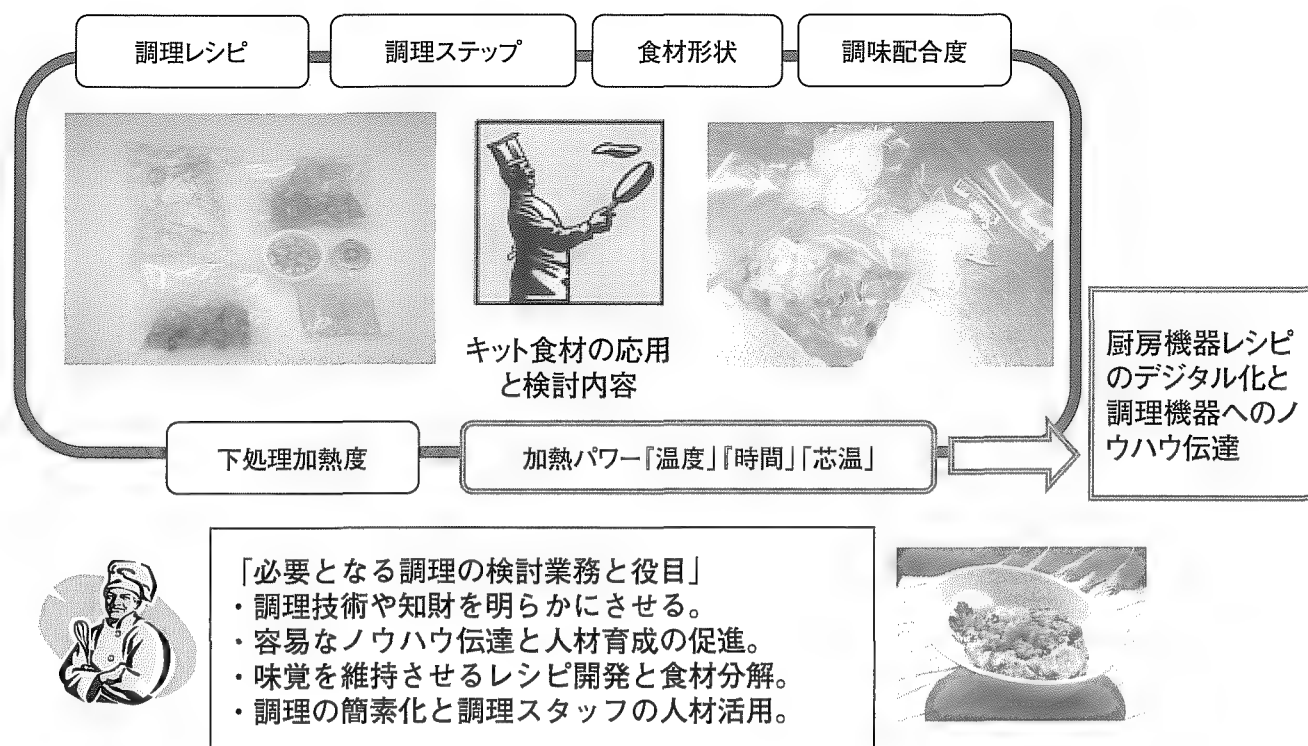 調理レシピ
調理ステップ
食材形状
調味配合度
キット食材の応用
と検討内容
厨房機器レシピ
のデジタル化と
調理機器へのノ
ウハウ伝達
下処理加熱度
加熱パワー『温度』『時間』「芯温」
「必要となる調理の検討業務と役目」
・調理技術や知財を明らかにさせる。
・容易なノウハウ伝達と人材育成の促進。
・味覚を維持させるレシピ開発と食材分解。
・調理の簡素化と調理スタッフの人材活用。